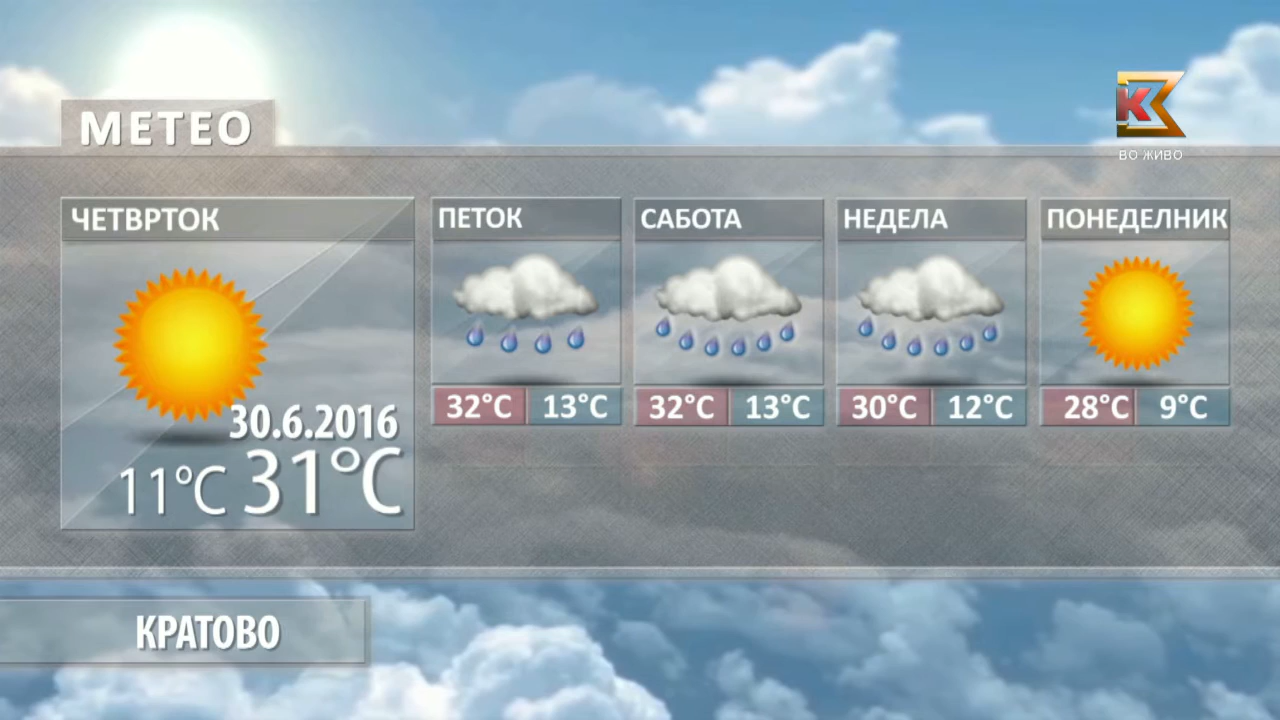 МЕТЕО
К3
ВО ЖИВО
ЧЕТВРТОК
30.6.2016
11°C 31°C
ПЕТОК
32°C 13°C
САБОТА
32°C 13°C
НЕДЕЛА
30°C 12°C
ПОНЕДЕЛНИК
28°C 9°C
КРАТОВО